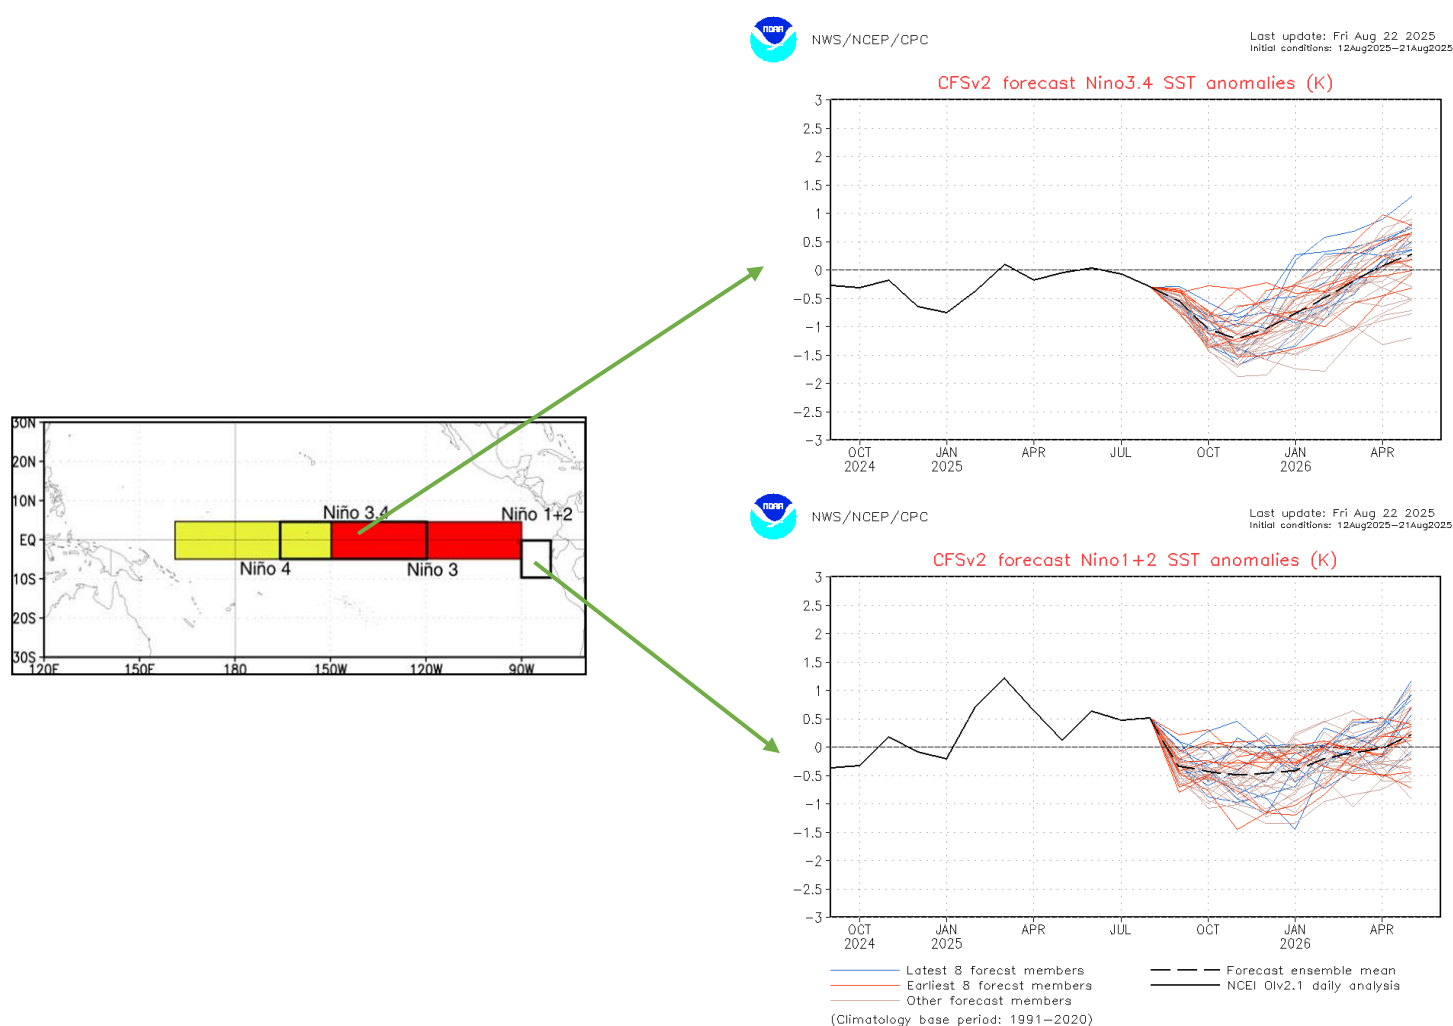 NOAA
NWS/NCEP/CPC
Last update: Fri Aug 22 2025
Initial conditions: 12Aug2025–21Aug2025
CFSv2 forecast Nino3.4 SST anomalies (K)
3
2.5
2
1.5
1
0.5
0
−0.5
−1
−1.5
−2
−2.5
−3
OCT JAN APR JUL OCT JAN APR
2024 2025 2026
30N
20N
10N
EQ
10S
20S
30S
120E 150E 180 150W 120W 90W
Niño 3.4
Niño 1+2
Niño 4
Niño 3
NOAA
NWS/NCEP/CPC
Last update: Fri Aug 22 2025
Initial conditions: 12Aug2025–21Aug2025
CFSv2 forecast Nino1+2 SST anomalies (K)
3
2.5
2
1.5
1
0.5
0
−0.5
−1
−1.5
−2
−2.5
−3
OCT JAN APR JUL OCT JAN APR
2024 2025 2026
Latest 8 forecst members
Earliest 8 forecst members
Other forecast members
Forecast ensemble mean
NCEI OIv2.1 daily analysis
(Climatology base period: 1991–2020)